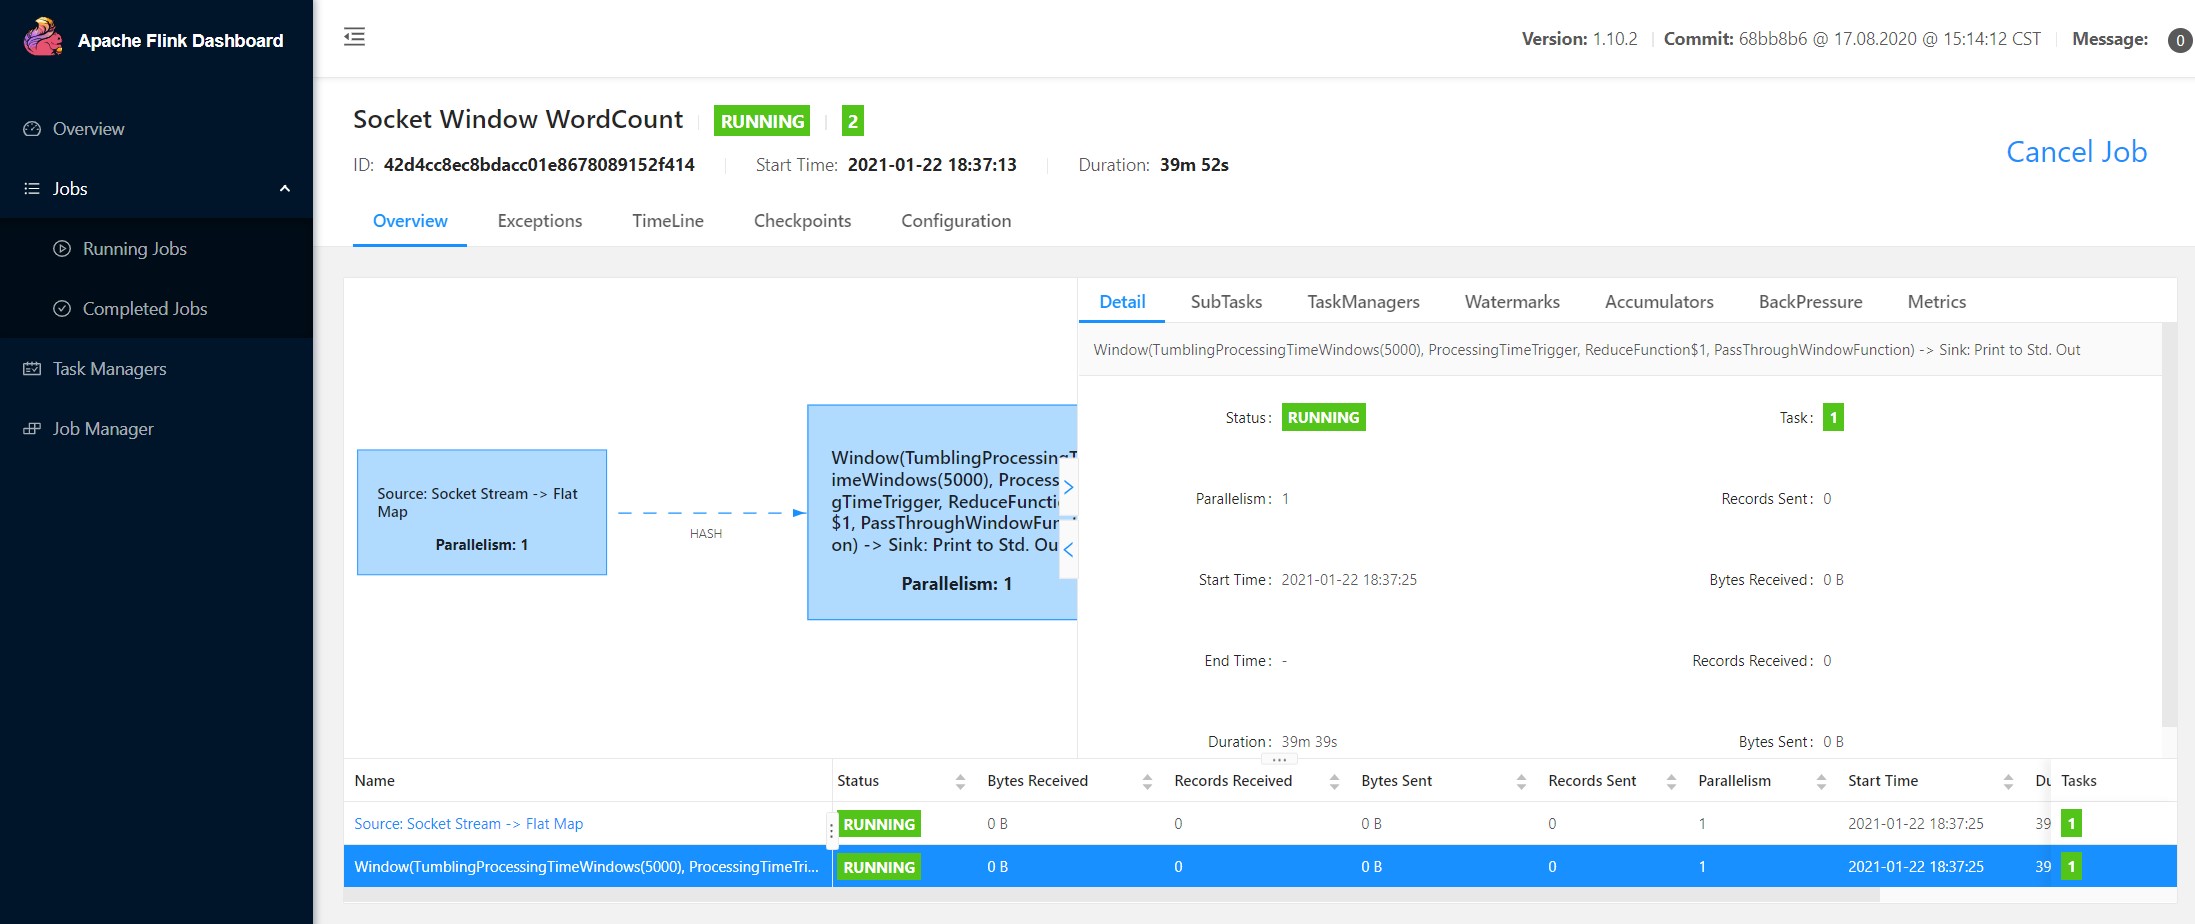 Apache Flink Dashboard
Version: 1.10.2
Commit: 68bb8b6 @ 17.08.2020 @ 15:14:12 CST
Message: 0
Overview
Jobs
Running Jobs
Completed Jobs
Task Managers
Job Manager
Socket Window WordCount RUNNING 2
ID: 42d4cc8ec8bdacc01e8678089152f414 Start Time: 2021-01-22 18:37:13 Duration: 39m 52s
Cancel Job
Overview Exceptions TimeLine Checkpoints Configuration
Source: Socket Stream -> Flat
Map
Parallelism: 1
HASH
Window(TumblingProcessingT
imeWindows(5000), Process
gTimeTrigger, ReduceFuncti
$1, PassThroughWindowFun
on) -> Sink: Print to Std. Ou
Parallelism: 1
Detail SubTasks TaskManagers Watermarks Accumulators BackPressure Metrics
Window(TumblingProcessingTimeWindows(5000), ProcessingTimeTrigger, ReduceFunction$1, PassThroughWindowFunction) -> Sink: Print to Std. Out
Status: RUNNING Task: 1
Parallelism: 1 Records Sent: 0
Start Time: 2021-01-22 18:37:25 Bytes Received: 0 B
End Time: - Records Received: 0
Duration: 39m 39s Bytes Sent: 0 B
Name Status Bytes Received Records Received Bytes Sent Records Sent Parallelism Start Time Du Tasks
Source: Socket Stream -> Flat Map RUNNING 0 B 0 0 B 0 1 2021-01-22 18:37:25 39 1
Window(TumblingProcessingTimeWindows(5000), ProcessingTimeTri... RUNNING 0 B 0 0 B 0 1 2021-01-22 18:37:25 39 1